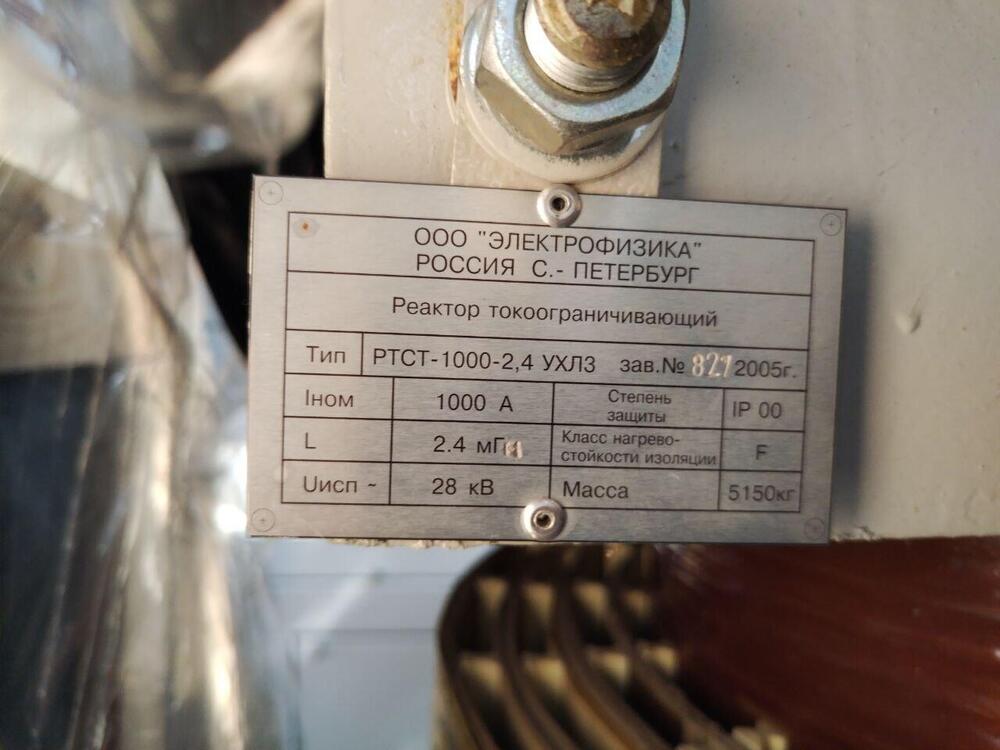 ООО "ЭЛЕКТРОФИЗИКА"
РОССИЯ С.- ПЕТЕРБУРГ
Реактор токоограничивающий
Тип РТСТ-1000-2,4 УХЛ3 зав.№ 827 2005г.
Iном 1000 А Степень защиты IP 00
L 2.4 мГн Класс нагрево-
стойкости изоляции F
Uисп ~ 28 кВ Масса 5150кг